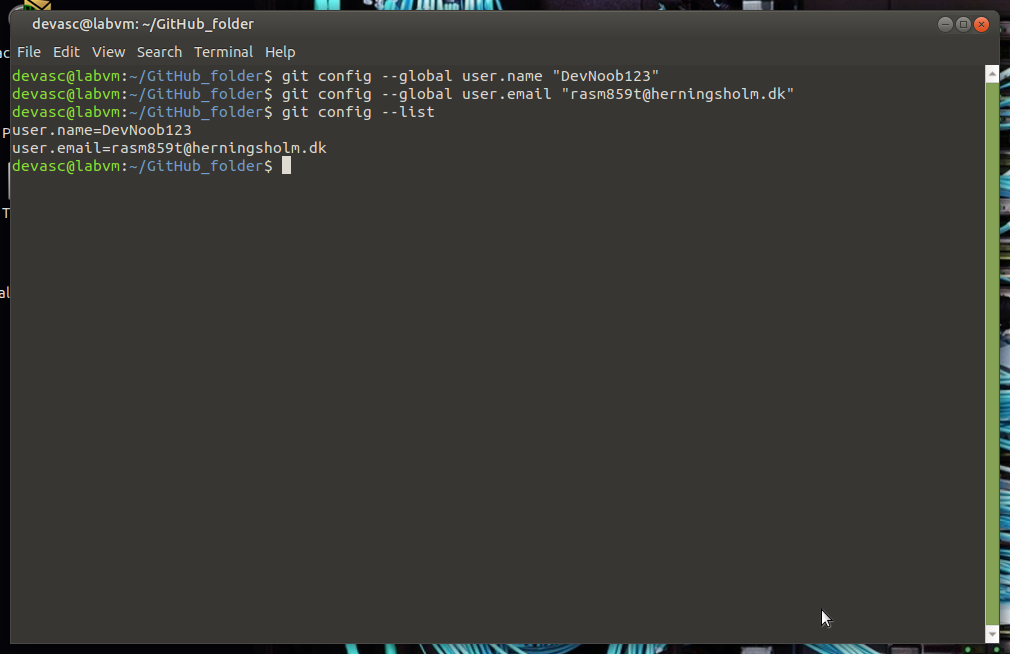 devasc@labvm: ~/GitHub_folder
File Edit View Search Terminal Help
devasc@labvm:~/GitHub_folder$ git config --global user.name "DevNoob123"
devasc@labvm:~/GitHub_folder$ git config --global user.email "rasm859t@herningsholm.dk"
devasc@labvm:~/GitHub_folder$ git config --list
user.name=DevNoob123
user.email=rasm859t@herningsholm.dk
devasc@labvm:~/GitHub_folder$